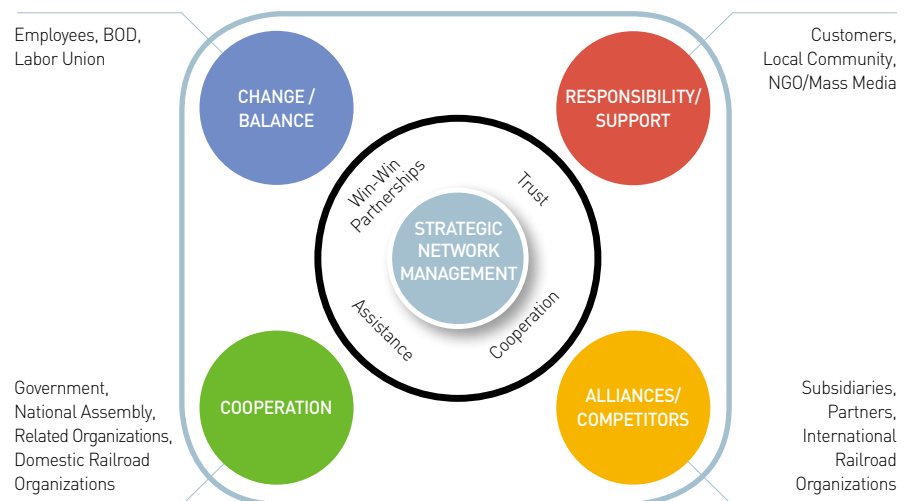 Employees, BOD,
Labor Union
CHANGE /
BALANCE
RESPONSIBILITY/
SUPPORT
Customers,
Local Community,
NGO/Mass Media
Win-Win
Partnerships
Trust
STRATEGIC
NETWORK
MANAGEMENT
Assistance
Cooperation
Government,
National Assembly,
Related Organizations,
Domestic Railroad
Organizations
COOPERATION
ALLIANCES/
COMPETITORS
Subsidiaries,
Partners,
International
Railroad
Organizations